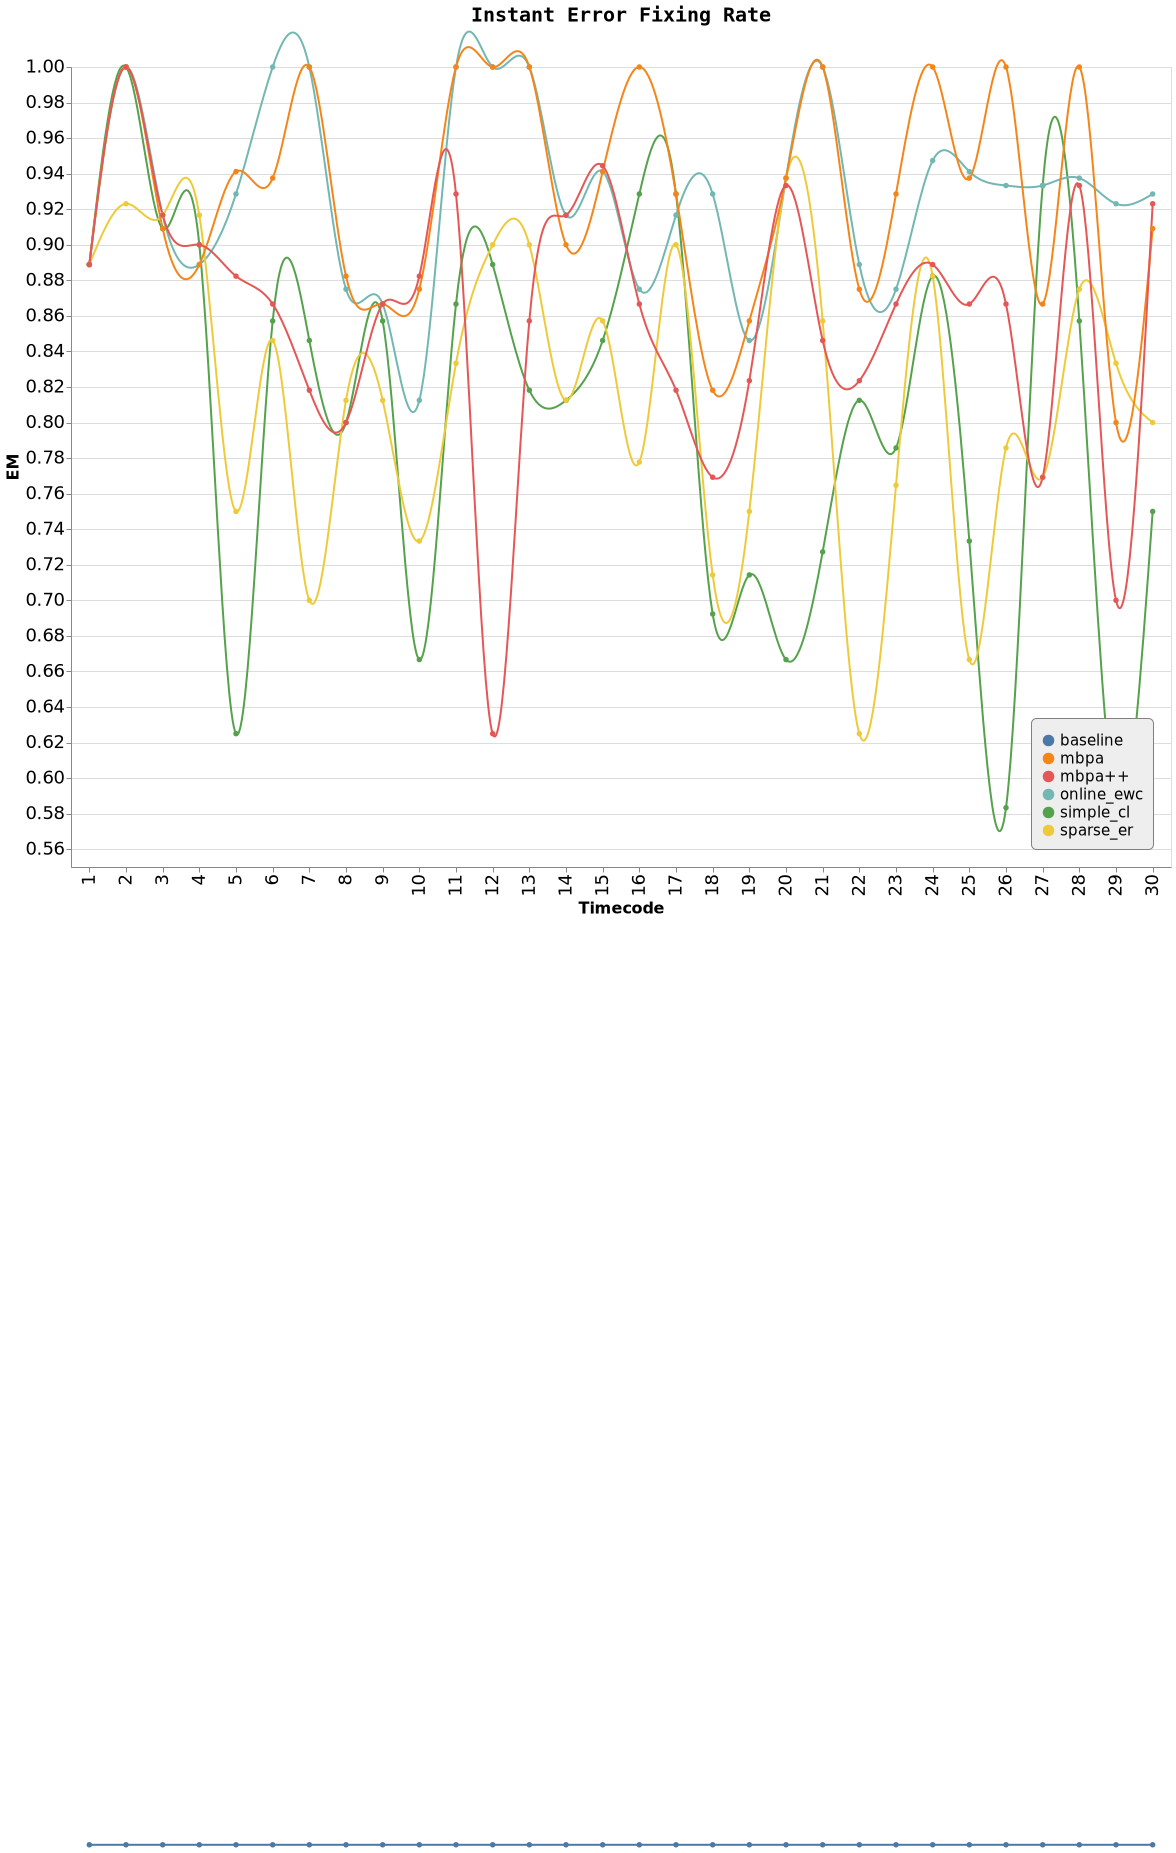 Instant Error Fixing Rate
1.00
0.98
0.96
0.94
0.92
0.90
0.88
0.86
0.84
0.82
0.80
0.78
0.76
0.74
0.72
0.70
0.68
0.66
0.64
0.62
0.60
0.58
0.56
EM
baseline
mbpa
mbpa++
online_ewc
simple_cl
sparse_er
1 2 3 4 5 6 7 8 9 10 11 12 13 14 15 16 17 18 19 20 21 22 23 24 25 26 27 28 29 30
Timecode